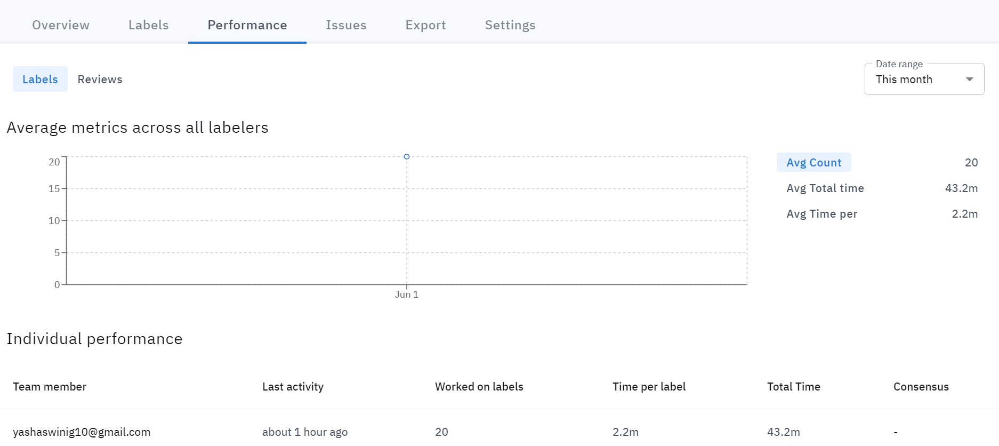 Overview Labels Performance Issues Export Settings
Labels Reviews
Date range
This month
Average metrics across all labelers
20
15
10
5
0
Jun 1
Avg Count 20
Avg Total time 43.2m
Avg Time per 2.2m
Individual performance
Team member Last activity Worked on labels Time per label Total Time Consensus
yashaswinig10@gmail.com about 1 hour ago 20 2.2m 43.2m -